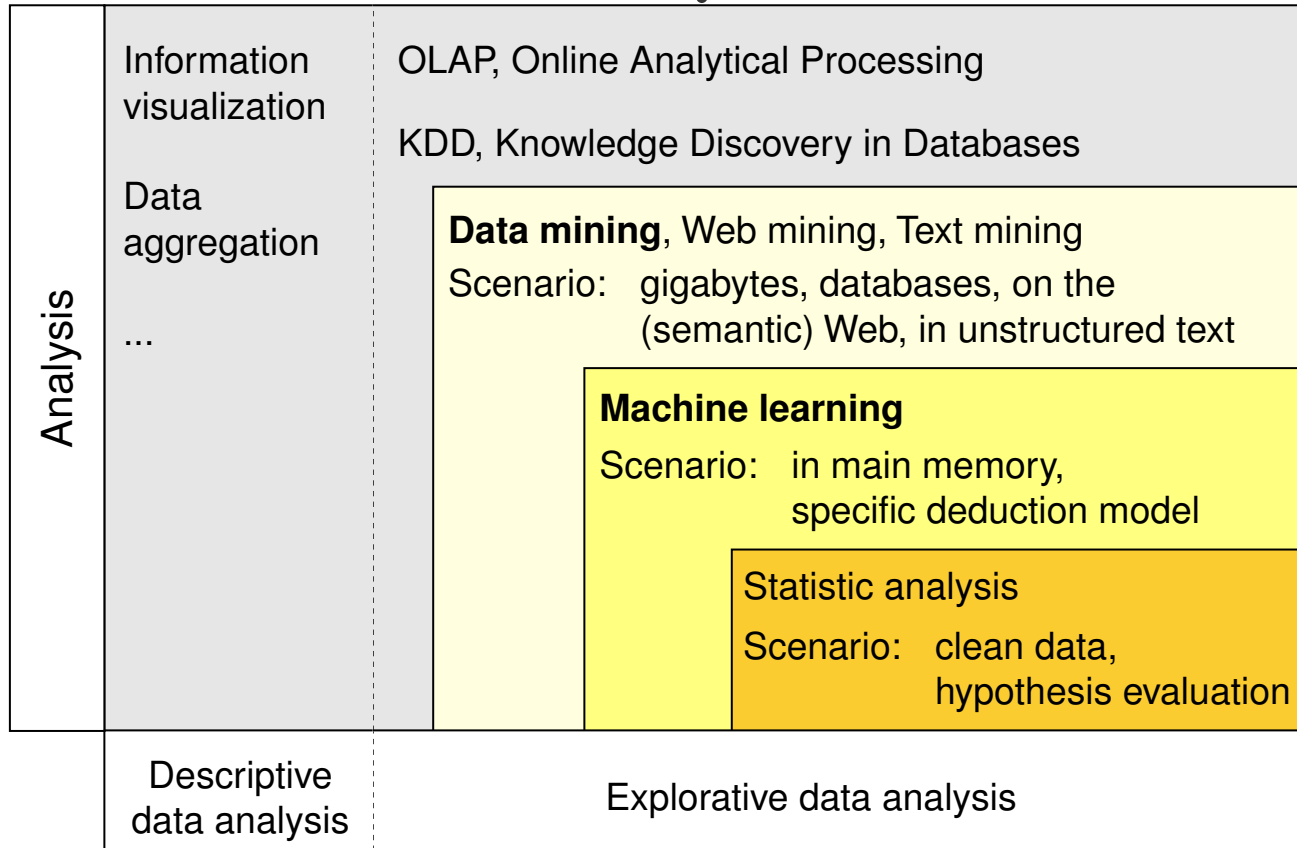 Information
visualization
Data
aggregation
...
OLAP, Online Analytical Processing
KDD, Knowledge Discovery in Databases
Data mining, Web mining, Text mining
Scenario: gigabytes, databases, on the
(semantic) Web, in unstructured text
Machine learning
Scenario: in main memory,
specific deduction model
Statistic analysis
Scenario: clean data,
hypothesis evaluation
Analysis
Descriptive
data analysis
Explorative data analysis